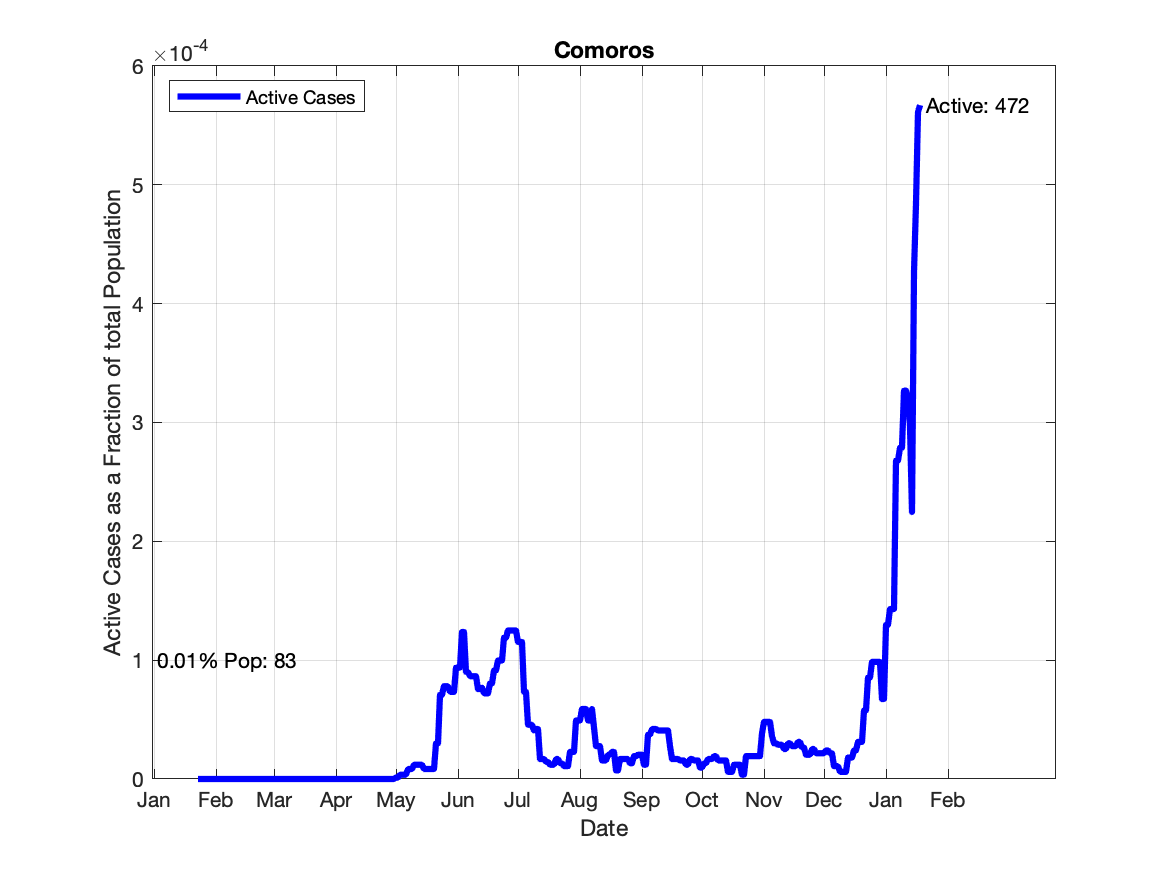 Comoros
×10-4
Active Cases
Active: 472
0.01% Pop: 83
Active Cases as a Fraction of total Population
6
5
4
3
2
1
0
Jan Feb Mar Apr May Jun Jul Aug Sep Oct Nov Dec Jan Feb
Date